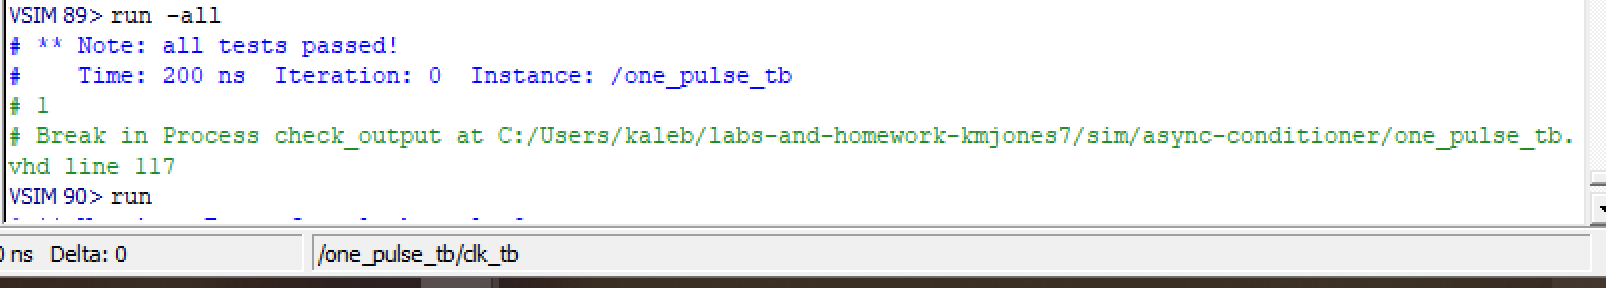 VSIM 89> run -all
# ** Note: all tests passed!
#    Time: 200 ns  Iteration: 0  Instance: /one_pulse_tb
# 1
# Break in Process check_output at C:/Users/kaleb/labs-and-homework-kmjones7/sim/async-conditioner/one_pulse_tb.
vhd line 117
VSIM 90> run
ns  Delta: 0
/one_pulse_tb/clk_tb